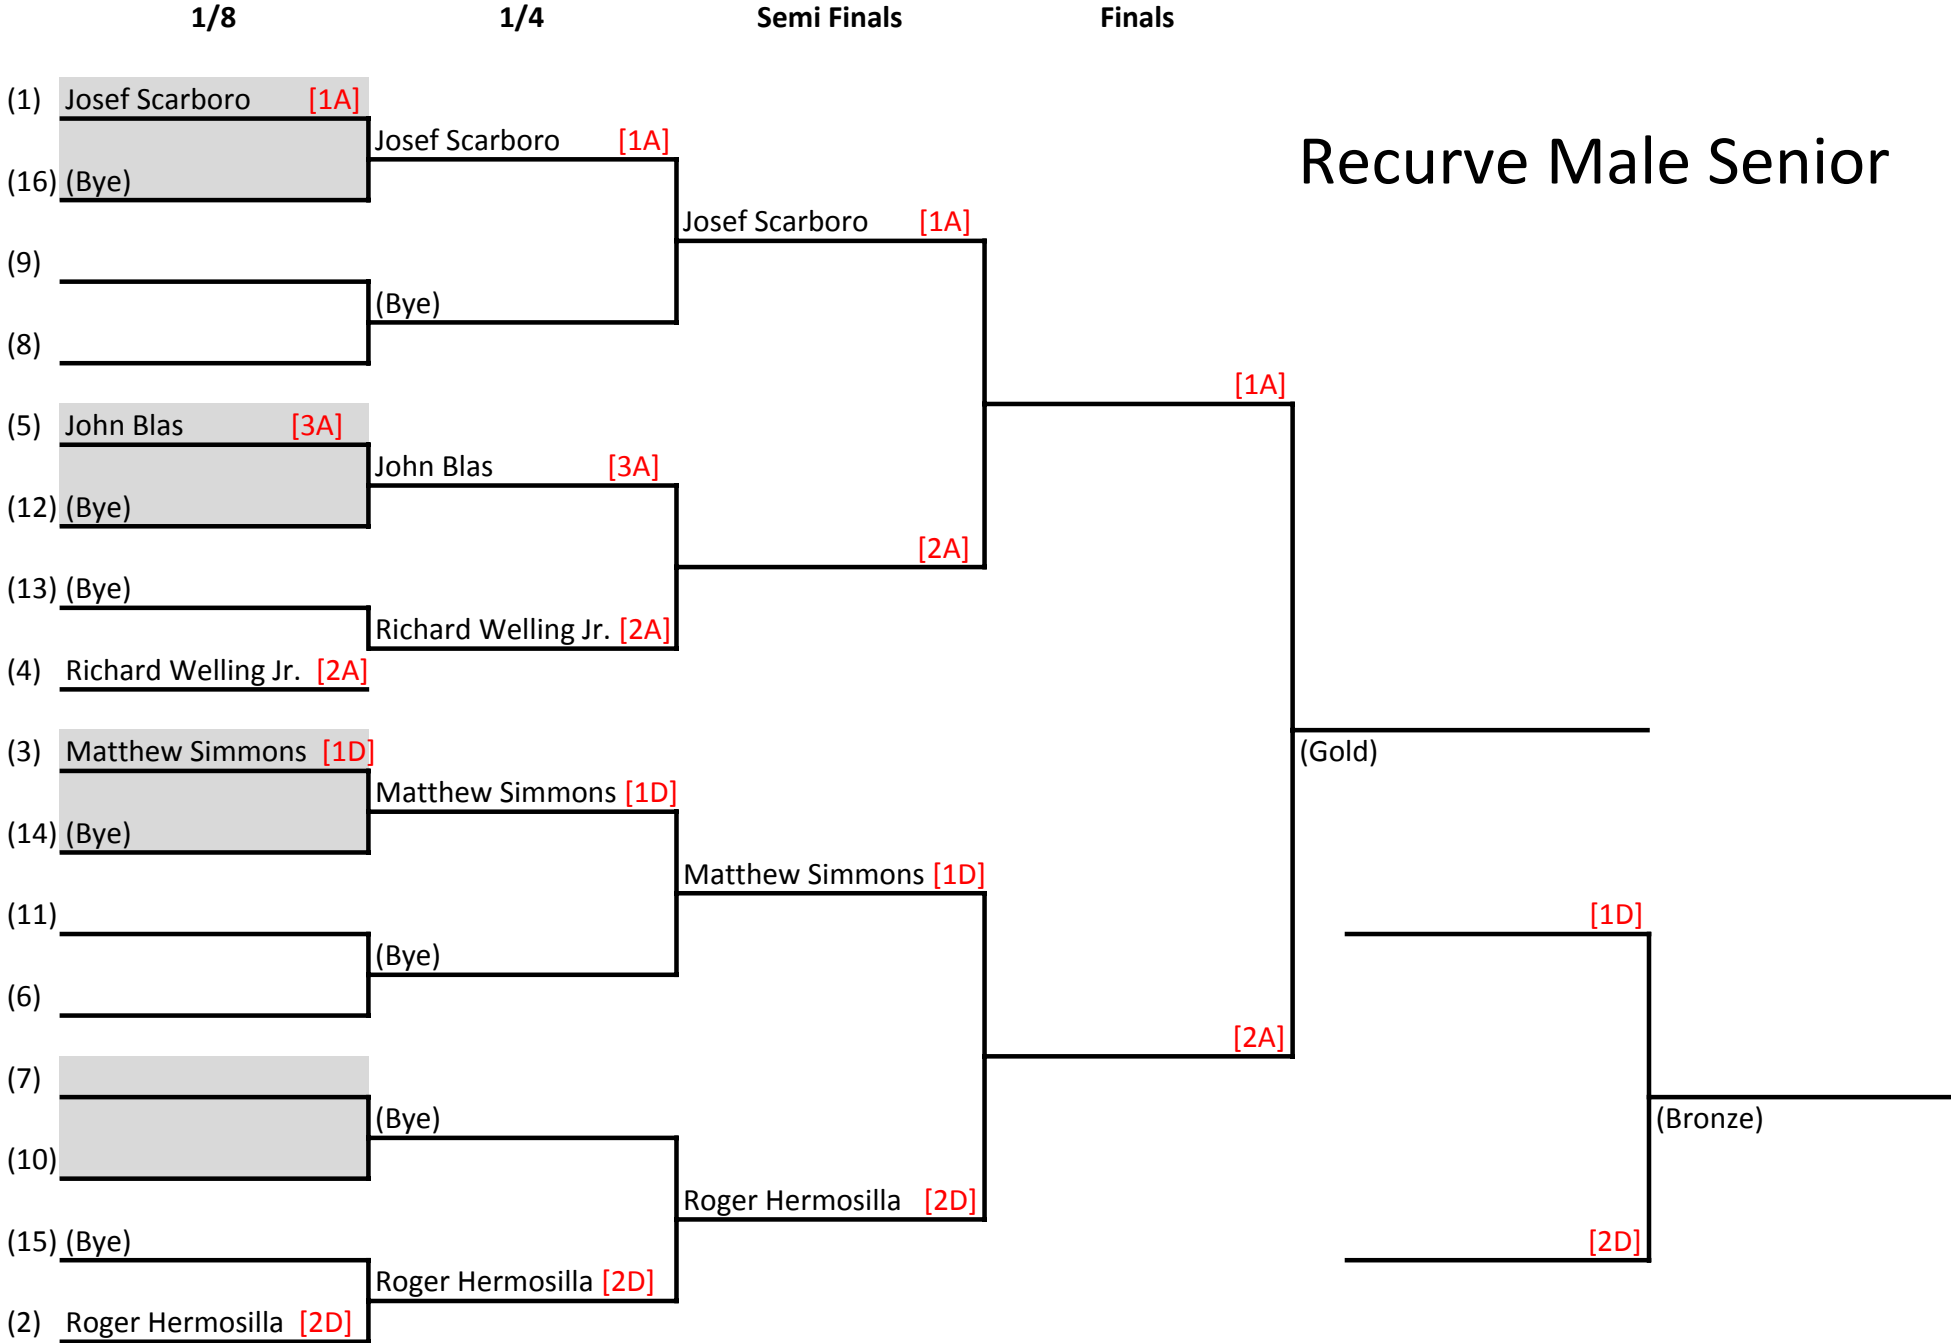 1/8 1/4 Semi Finals Finals
(1) Josef Scarboro [1A]
Josef Scarboro [1A]
Recurve Male Senior
(16) (Bye)
Josef Scarboro [1A]
(9)
(Bye)
(8)
[1A]
(5) John Blas [3A]
John Blas [3A]
(12) (Bye)
[2A]
(13) (Bye)
Richard Welling Jr. [2A]
(4) Richard Welling Jr. [2A]
(3) Matthew Simmons [1D]
(Gold)
Matthew Simmons [1D]
(14) (Bye)
Matthew Simmons [1D]
(11)
[1D]
(Bye)
(6)
[2A]
(7)
(Bye)
(Bronze)
(10)
Roger Hermosilla [2D]
(15) (Bye)
[2D]
Roger Hermosilla [2D]
(2) Roger Hermosilla [2D]